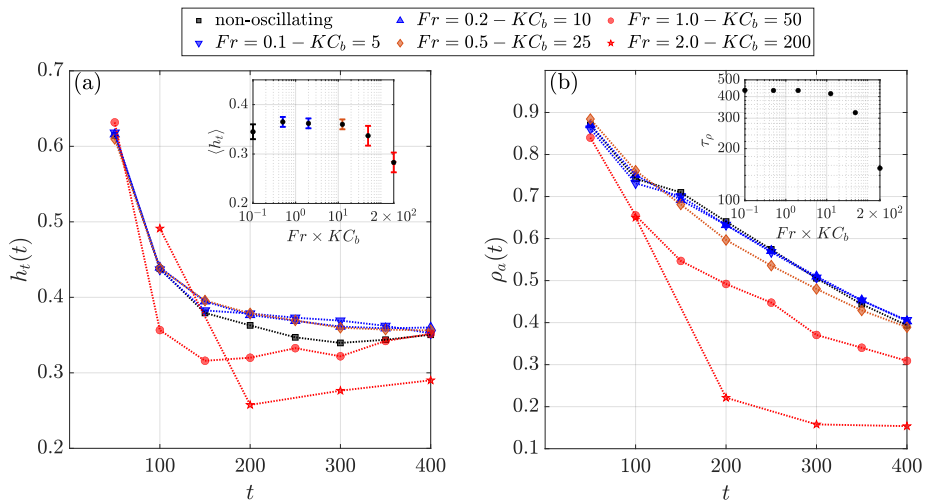 non-oscillating
Fr = 0.2 − KC_b = 10
Fr = 1.0 − KC_b = 50
Fr = 0.1 − KC_b = 5
Fr = 0.5 − KC_b = 25
Fr = 2.0 − KC_b = 200
(a)
h_t(t)
0.7
0.6
0.5
0.4
0.3
0.2
100
200
300
400
t
⟨h_t⟩
0.4
0.3
0.2
10^−1
10^0
10^1
2 × 10^2
Fr × KC_b
(b)
ρ_a(t)
0.9
0.8
0.7
0.6
0.5
0.4
0.3
0.2
0.1
100
200
300
400
t
τ_ρ
500
300
100
10^−1
10^0
10^1
2 × 10^2
Fr × KC_b